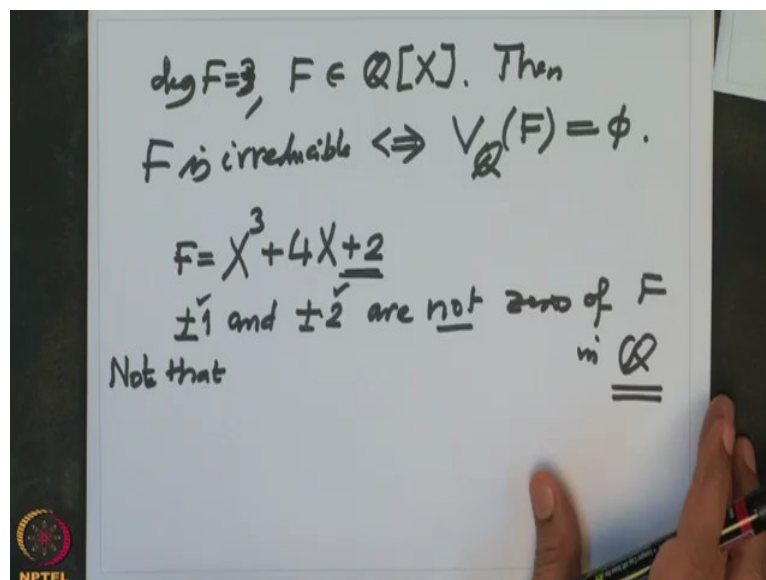 deg F=3, F ∈ Q[X]. Then
F is irreducible <=> V_Q(F) = ϕ.
F = X³+4X+2
±1 and ±2 are not zero of F
in Q
Not that
NPTEL